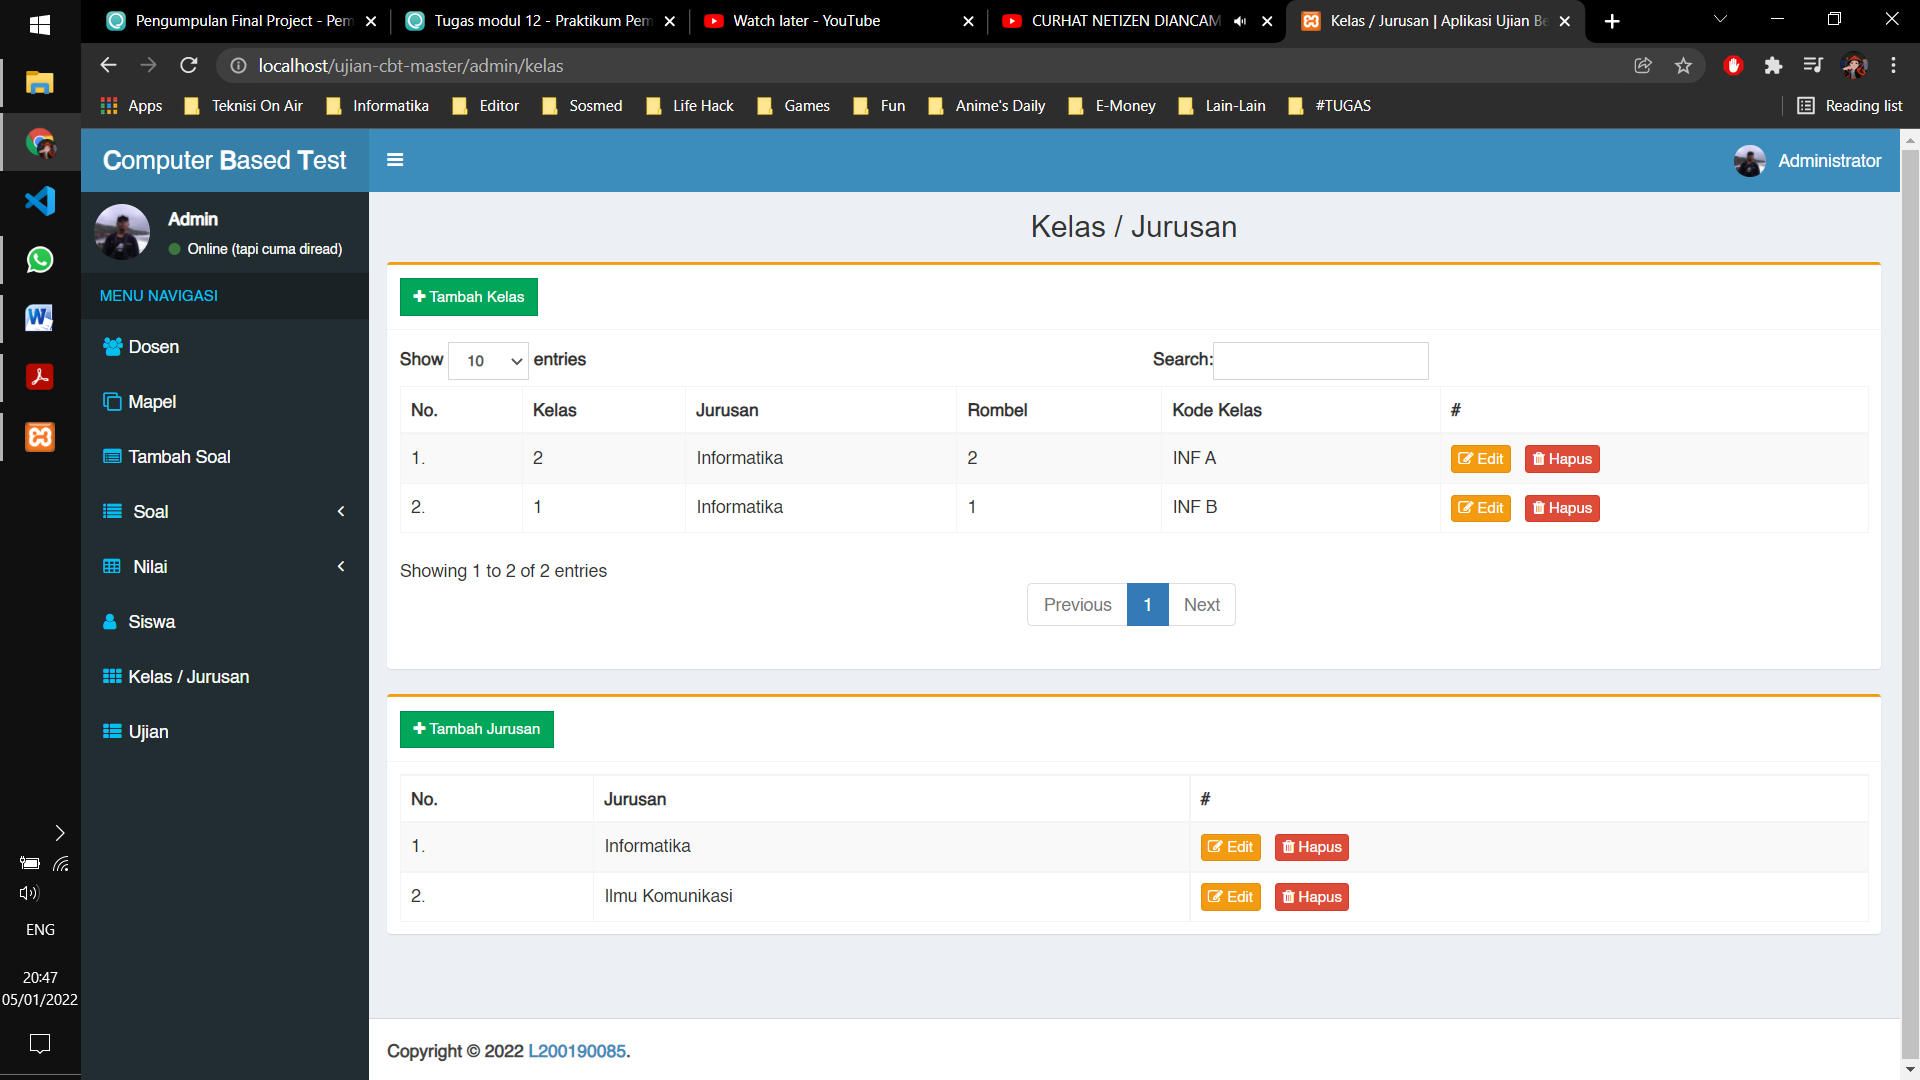 Pengumpulan Final Project - Pem
Tugas modul 12 - Praktikum Pem
Watch later - YouTube
CURHAT NETIZEN DIANCAM
Kelas / Jurusan | Aplikasi Ujian Be
localhost/ujian-cbt-master/admin/kelas
Apps Teknisi On Air Informatika Editor Sosmed Life Hack Games Fun Anime's Daily E-Money Lain-Lain #TUGAS Reading list
Computer Based Test
Administrator
Admin
Online (tapi cuma diread)
MENU NAVIGASI
Dosen
Mapel
Tambah Soal
Soal
Nilai
Siswa
Kelas / Jurusan
Ujian
Kelas / Jurusan
Tambah Kelas
Show 10 entries Search:
No. Kelas Jurusan Rombel Kode Kelas #
1. 2 Informatika 2 INF A Edit Hapus
2. 1 Informatika 1 INF B Edit Hapus
Showing 1 to 2 of 2 entries
Previous 1 Next
Tambah Jurusan
No. Jurusan #
1. Informatika Edit Hapus
2. Ilmu Komunikasi Edit Hapus
Copyright © 2022 L200190085.
ENG
20:47
05/01/2022